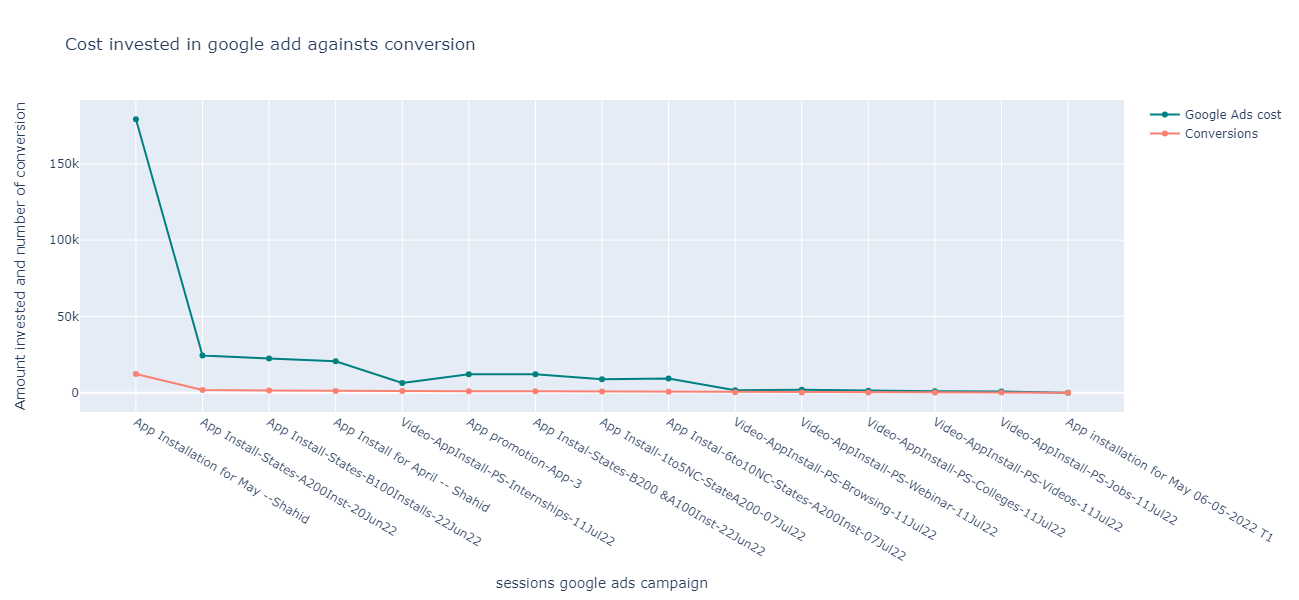 Cost invested in google add againsts conversion
Google Ads cost
Conversions
Amount invested and number of conversion
150k
100k
50k
0
App Installation for May --Shahid
App Install-States-A200Inst-20Jun22
App Install-States-B100Installs-22Jun22
App Install for April -- Shahid
Video-AppInstall-PS-Internships-11Jul22
App promotion-App-3
App Instal-States-B200 &A100Inst-22Jun22
App Install-1to5NC-StateA200-07Jul22
App Instal-6to10NC-States-A200Inst-07Jul22
Video-AppInstall-PS-Browsing-11Jul22
Video-AppInstall-PS-Webinar-11Jul22
Video-AppInstall-PS-Colleges-11Jul22
Video-AppInstall-PS-Videos-11Jul22
Video-AppInstall-PS-Jobs-11Jul22
App installation for May 06-05-2022 T1
sessions google ads campaign